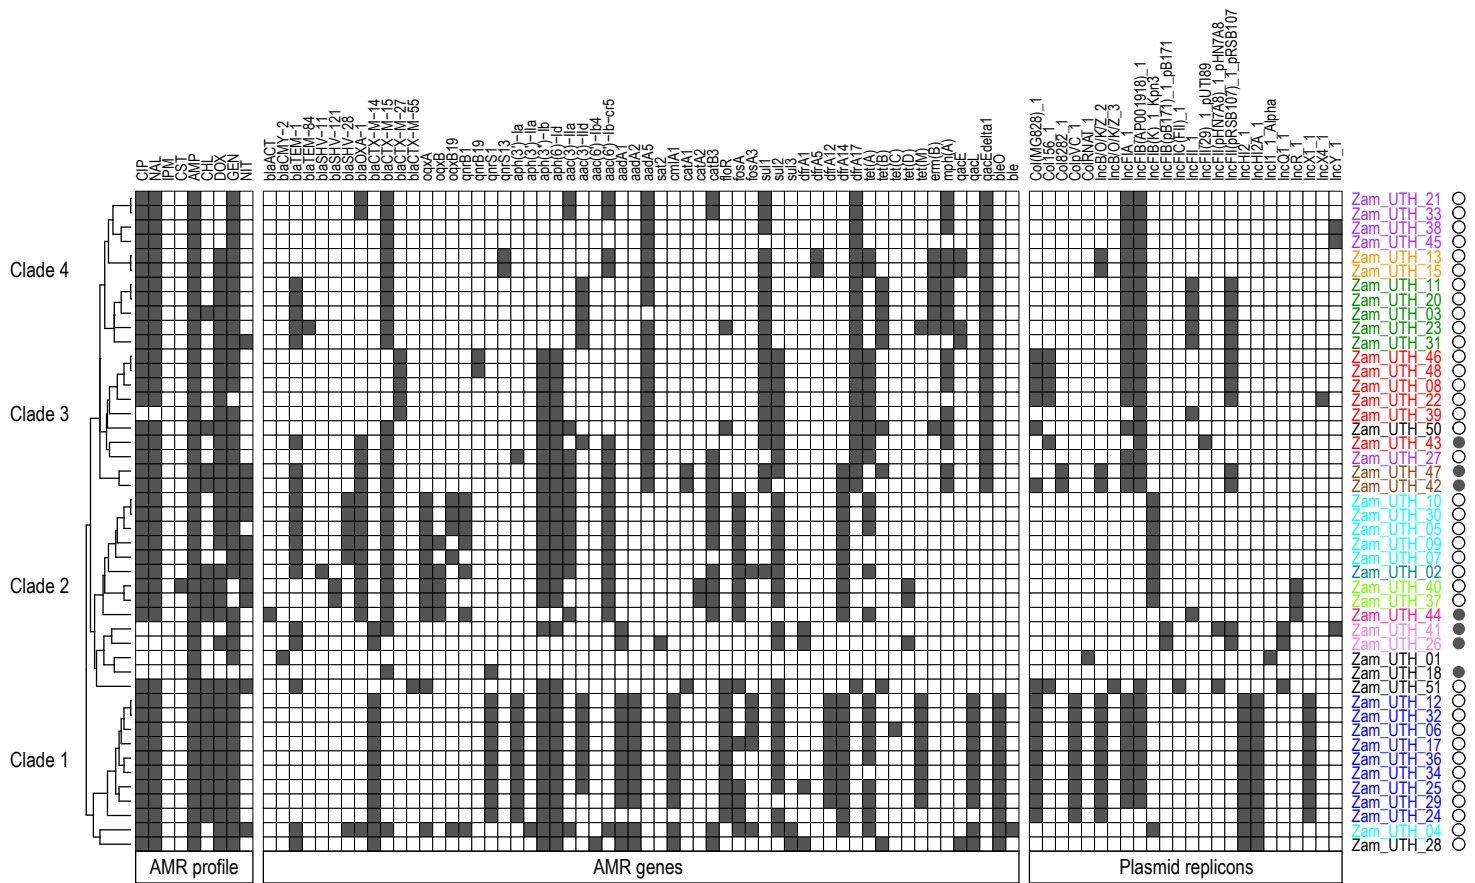 CIP
NAL
IPM
CST
AMP
CHL
DOX
GEN
NIT
blaACT
blaCMY-2
blaTEM-1
blaTEM-84
blaSHV-11
blaSHV-121
blaSHV-28
blaOXA-1
blaCTX-M-14
blaCTX-M-15
blaCTX-M-27
blaCTX-M-55
oqxA
oqxB
oqxB19
qnrB1
qnrB19
qnrS1
qnrS13
aph(3')-Ia
aph(3')-IIa
aph(3'')-Ib
aph(6)-Id
aac(3)-IIa
aac(3)-IId
aac(6')-Ib4
aac(6')-Ib-cr5
aadA1
aadA2
aadA5
sat2
cmlA1
catA1
catA2
catB3
floR
fosA
fosA3
sul1
sul2
sul3
dfrA1
dfrA5
dfrA12
dfrA14
dfrA17
tet(A)
tet(B)
tet(C)
tet(D)
tet(M)
erm(B)
mph(A)
qacE
qacL
qacEdelta1
bleO
ble
Col(MG828)_1
Col156_1
Col8282_1
ColpVC_1
ColRNAI_1
IncB/O/K/Z_2
IncB/O/K/Z_3
IncFIA_1
IncFIB(AP001918)_1
IncFIB(K)_1_Kpn3
IncFIB(pB171)_1_pB171
IncFIC(FII)_1
IncFII_1
IncFII(29)_1_pUTI89
IncFII(pHN7A8)_1_pHN7A8
IncFII(pRSB107)_1_pRSB107
IncHI2_1
IncHI2A_1
IncI1_1_Alpha
IncQ1_1
IncR_1
IncX1_1
IncX4_1
IncY_1
Zam_UTH_21
Zam_UTH_33
Zam_UTH_38
Zam_UTH_45
Zam_UTH_13
Clade 4
Zam_UTH_15
Zam_UTH_11
Zam_UTH_20
Zam_UTH_03
Zam_UTH_23
Zam_UTH_31
Zam_UTH_46
Zam_UTH_48
Zam_UTH_08
Zam_UTH_22
Clade 3
Zam_UTH_39
Zam_UTH_50
Zam_UTH_43
Zam_UTH_27
Zam_UTH_47
Zam_UTH_42
Zam_UTH_10
Zam_UTH_30
Zam_UTH_05
Zam_UTH_09
Zam_UTH_07
Zam_UTH_02
Clade 2
Zam_UTH_40
Zam_UTH_37
Zam_UTH_44
Zam_UTH_41
Zam_UTH_26
Zam_UTH_01
Zam_UTH_18
Zam_UTH_51
Zam_UTH_12
Zam_UTH_32
Zam_UTH_06
Zam_UTH_17
Clade 1
Zam_UTH_36
Zam_UTH_34
Zam_UTH_25
Zam_UTH_29
Zam_UTH_24
Zam_UTH_04
Zam_UTH_28
AMR profile
AMR genes
Plasmid replicons